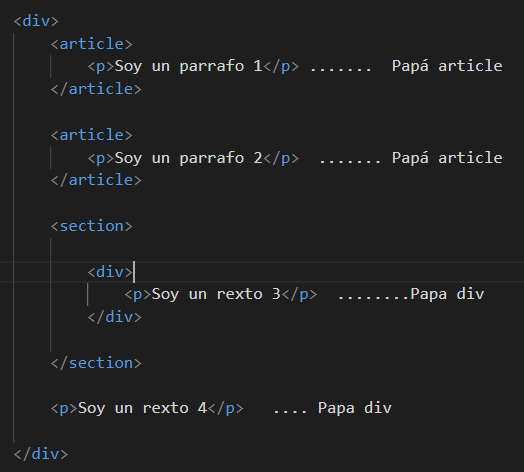 <div>
<article>
<p>Soy un parrafo 1</p> ....... Papá article
</article>
<article>
<p>Soy un parrafo 2</p> ....... Papá article
</article>
<section>
<div>
<p>Soy un rexto 3</p> ........Papa div
</div>
</section>
<p>Soy un rexto 4</p> .... Papa div
</div>